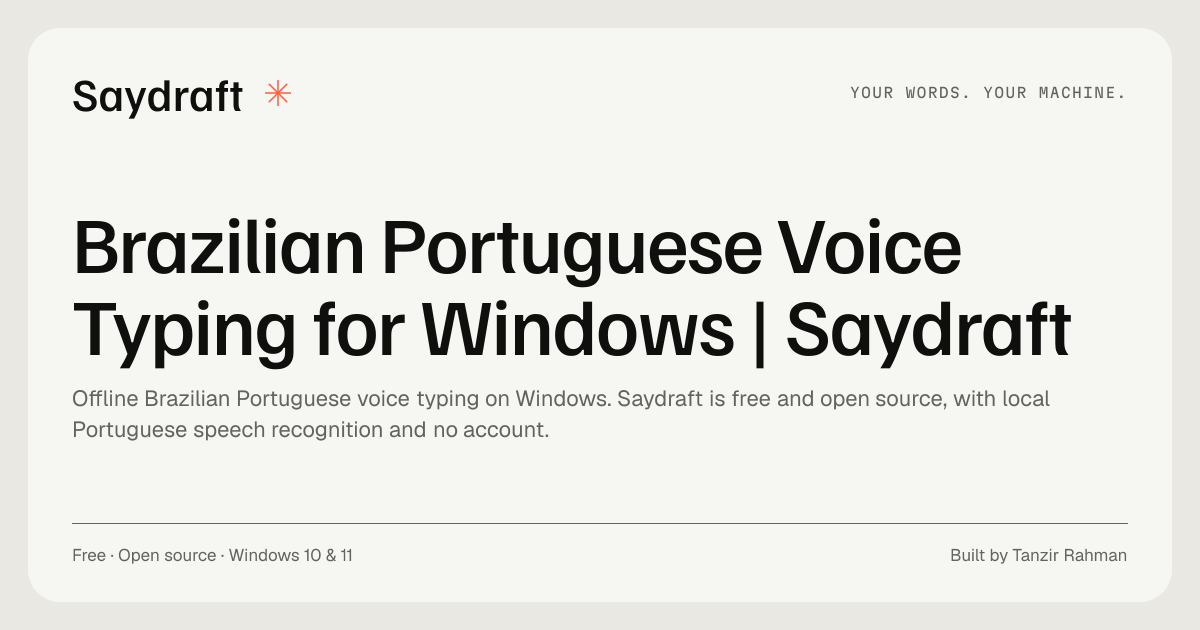 Saydraft
YOUR WORDS. YOUR MACHINE.
Brazilian Portuguese Voice
Typing for Windows | Saydraft
Offline Brazilian Portuguese voice typing on Windows. Saydraft is free and open source, with local
Portuguese speech recognition and no account.
Free · Open source · Windows 10 & 11
Built by Tanzir Rahman